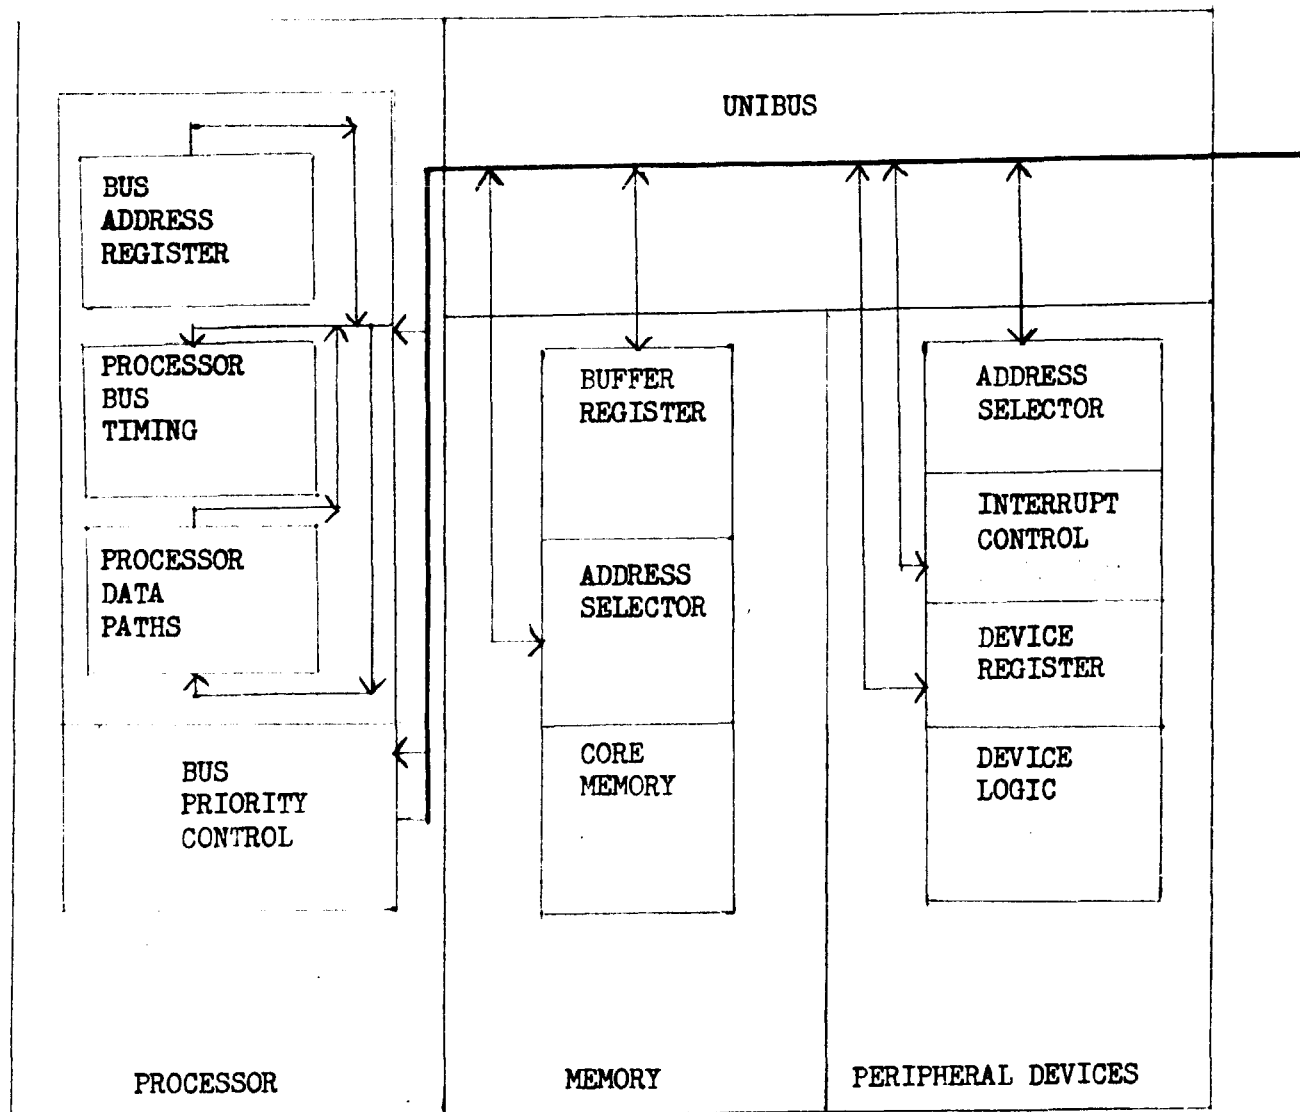 UNIBUS
BUS
ADDRESS
REGISTER
PROCESSOR
BUS
TIMING
PROCESSOR
DATA
PATHS
BUS
PRIORITY
CONTROL
BUFFER
REGISTER
ADDRESS
SELECTOR
CORE
MEMORY
ADDRESS
SELECTOR
INTERRUPT
CONTROL
DEVICE
REGISTER
DEVICE
LOGIC
PROCESSOR
MEMORY
PERIPHERAL DEVICES